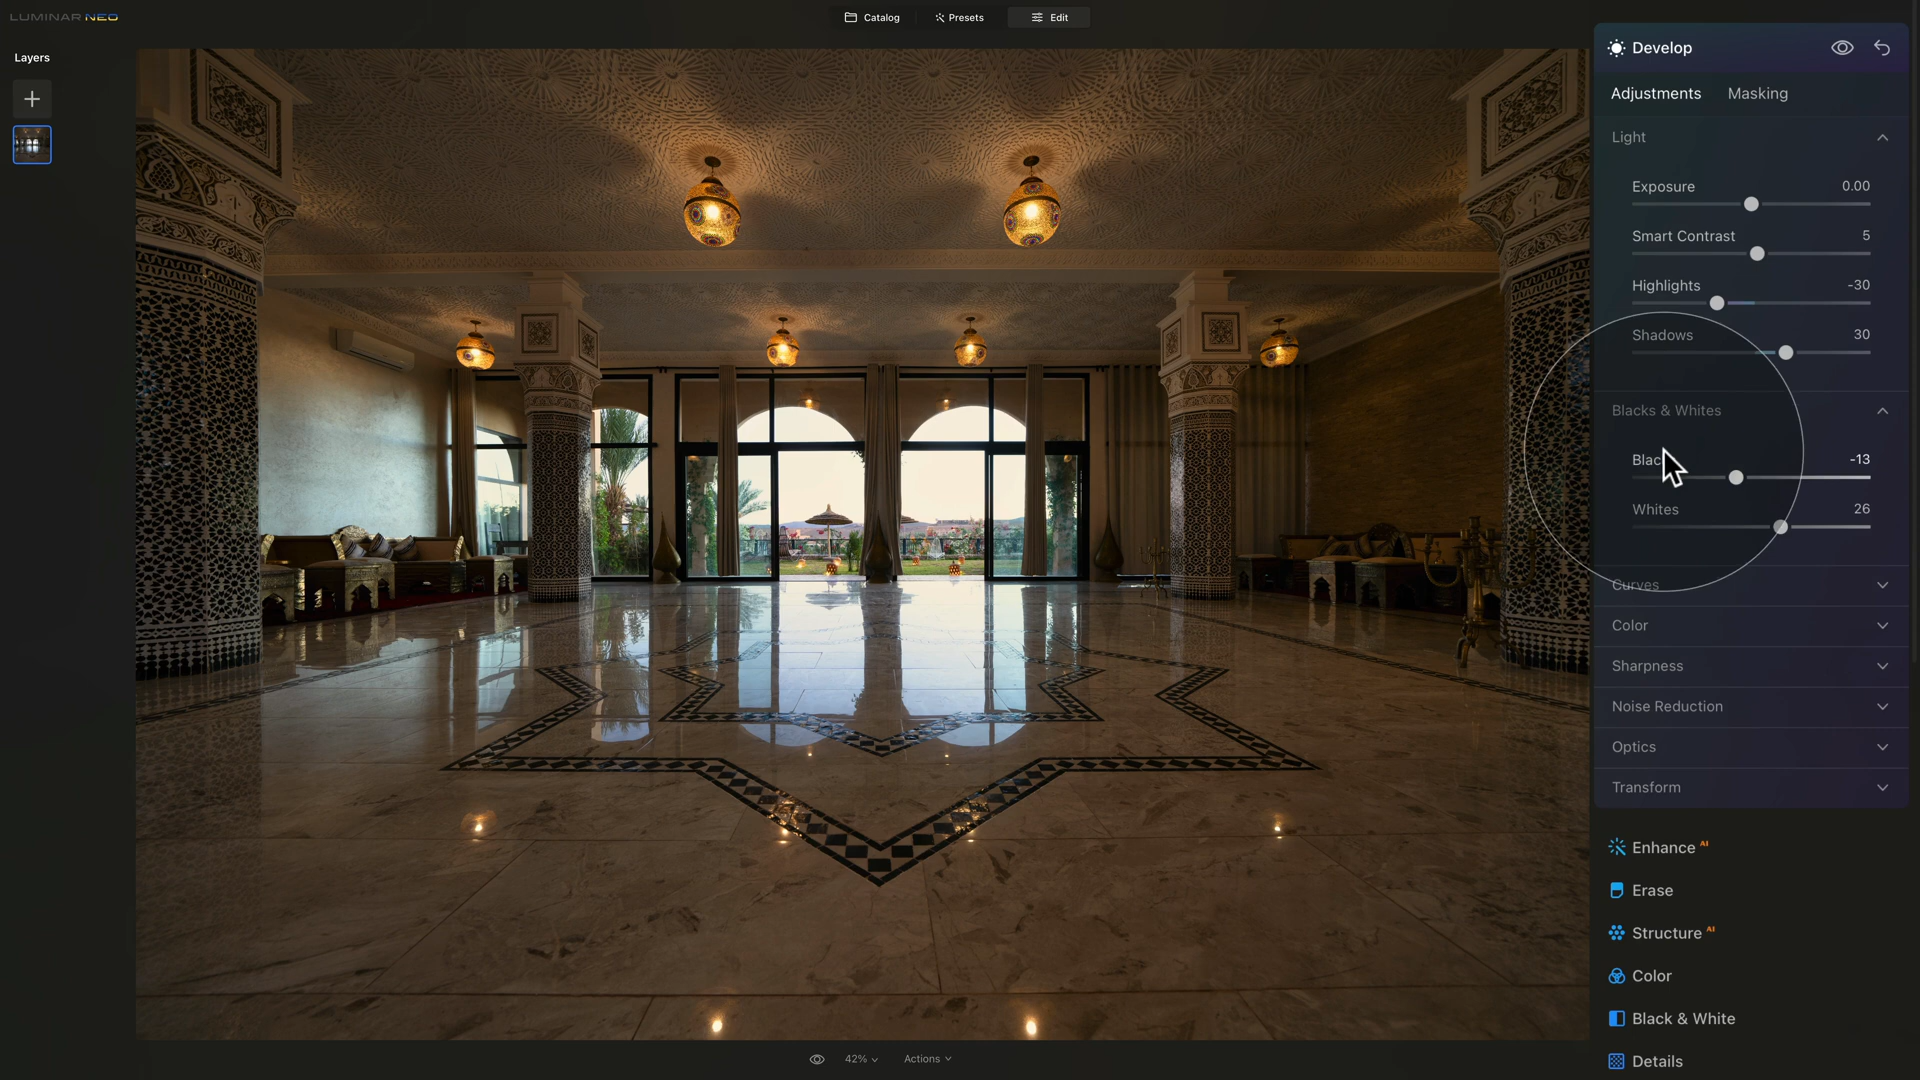 LUMINAR NEO
Catalog
Presets
Edit
Layers
Develop
Adjustments
Masking
Light
Exposure
0.00
Smart Contrast
5
Highlights
-30
Shadows
30
Blacks & Whites
Blac
-13
Whites
26
Curves
Color
Sharpness
Noise Reduction
Optics
Transform
Enhance AI
Erase
Structure AI
Color
Black & White
Details
42%
Actions